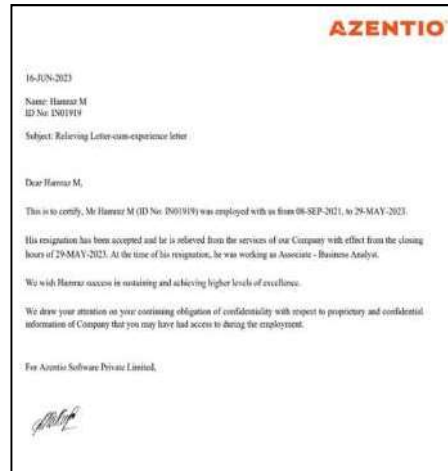 AZENTIO
16-JUN-2023
Name: Hamraz M
ID No: IN01919
Subject: Relieving Letter-cum-experience letter
Dear Hamraz M,
This is to certify, Mr Hamraz M (ID No: IN01919) was employed with us from 08-SEP-2021, to 29-MAY-2023.
His resignation has been accepted and he is relieved from the services of our Company with effect from the closing
hours of 29-MAY-2023. At the time of his resignation, he was working as Associate - Business Analyst.
We wish Hamraz success in sustaining and achieving higher levels of excellence.
We draw your attention on your continuing obligation of confidentiality with respect to proprietary and confidential
information of Company that you may have had access to during the employment.
For Azentio Software Private Limited,